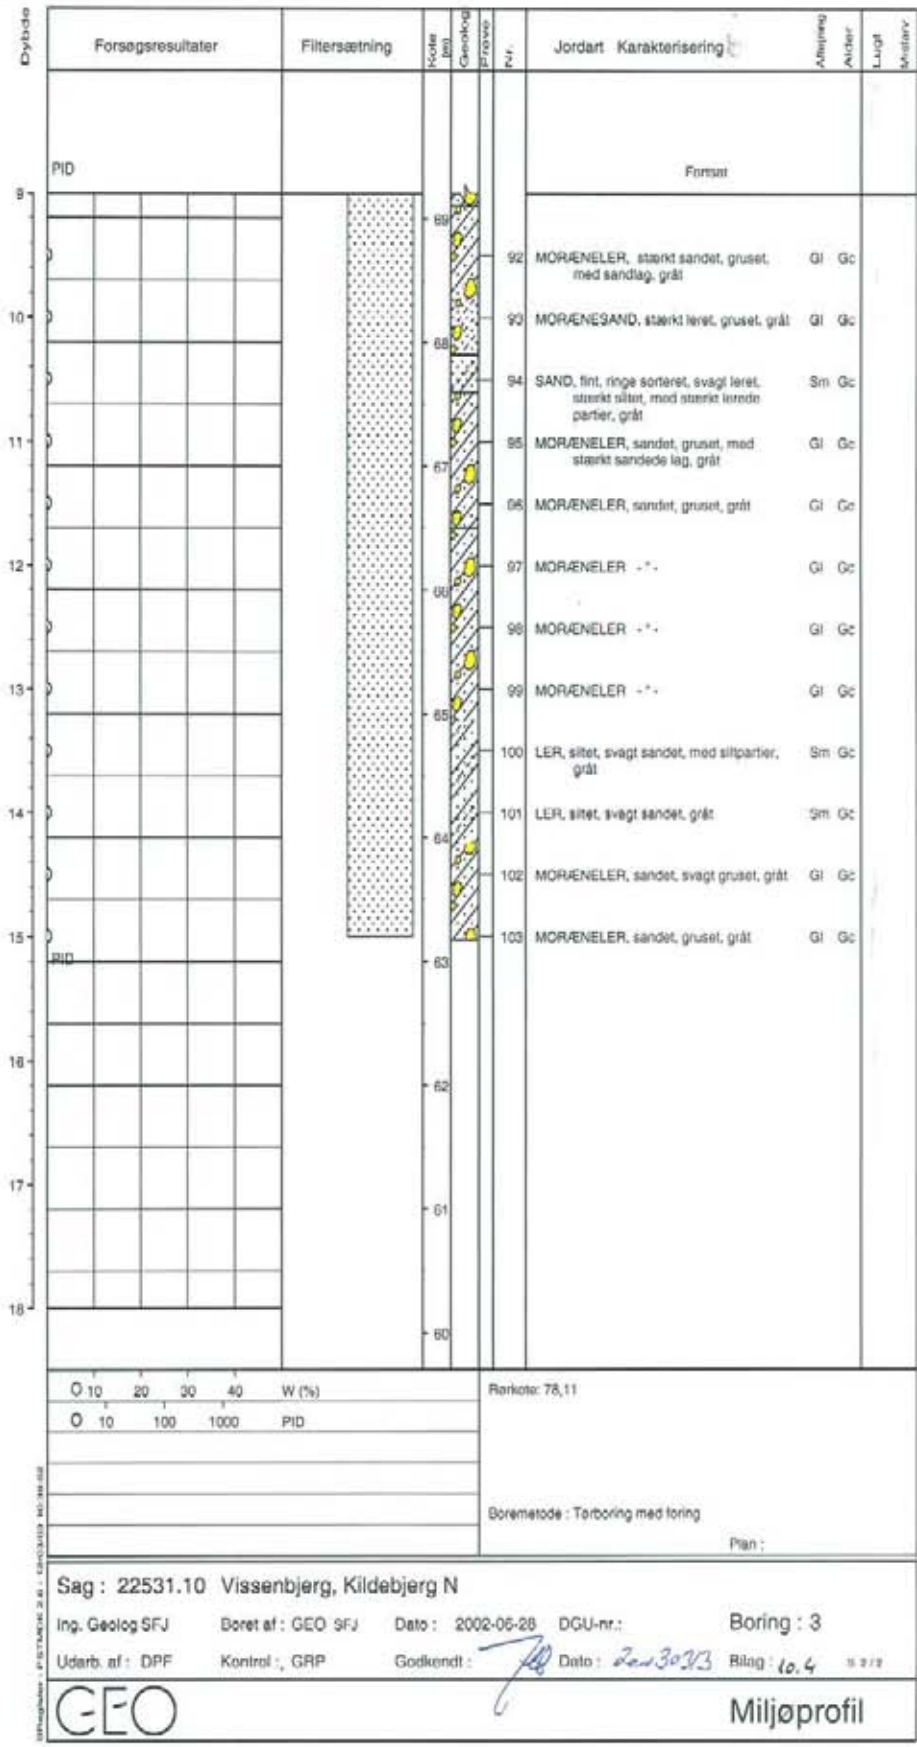 Dybde
Forsøgsresultater
Filtersætning
Kote (m)
Geologi
Prøve
Nr.
Jordart Karakterisering
Aflejring
Alder
Lugt
Misfarv
PID
Fortsat
9
10
11
12
13
14
15
16
17
18
69
68
67
66
65
64
63
62
61
60
92 MORÆNELER, stærkt sandet, gruset, Gl Gc
med sandlag, gråt
93 MORÆNESAND, stærkt leret, gruset, gråt Gl Gc
94 SAND, fint, ringe sorteret, svagt leret, Sm Gc
stærkt siltet, med stærkt lerede
partier, gråt
95 MORÆNELER, sandet, gruset, med Gl Gc
stærkt sandede lag, gråt
96 MORÆNELER, sandet, gruset, gråt Gl Gc
97 MORÆNELER -"- Gl Gc
98 MORÆNELER -"- Gl Gc
99 MORÆNELER -"- Gl Gc
100 LER, siltet, svagt sandet, med siltpartier, Sm Gc
gråt
101 LER, siltet, svagt sandet, gråt Sm Gc
102 MORÆNELER, sandet, svagt gruset, gråt Gl Gc
103 MORÆNELER, sandet, gruset, gråt Gl Gc
PID
O 10 20 30 40 W (%)
O 10 100 1000 PID
Rørkote: 78,11
Boremetode : Tørboring med foring
Plan :
Sag : 22531.10 Vissenbjerg, Kildebjerg N
Ing. Geolog SFJ Boret af : GEO SFJ Dato : 2002-06-28 DGU-nr.: Boring : 3
Udarb. af : DPF Kontrol :, GRP Godkendt : Dato : Bilag : 10.4 S 2/2
GEO
Miljøprofil